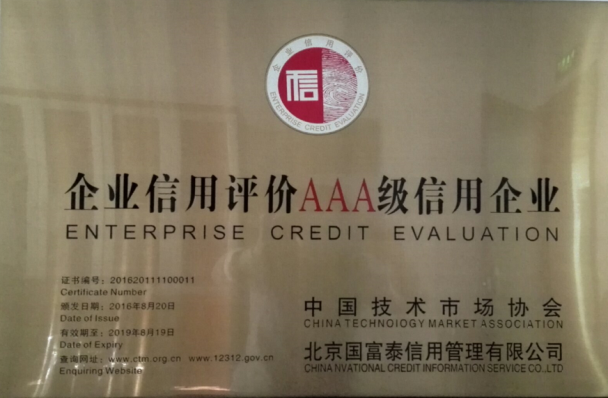 企业信用评价
信
ENTERPRISE CREDIT EVALUATION
企业信用评价AAA级信用企业
ENTERPRISE CREDIT EVALUATION
证书编号：201620111100011
Certificate Number
颁发日期：2016年8月20日
Date of Issue
有效期至：2019年8月19日
Date of Expiry
查询网址：www.ctm.org.cn www.12312.gov.cn
Enquiring Website
中国技术市场协会
CHINA TECHNOIOGY MARKET ASSOCIATION
北京国富泰信用管理有限公司
CHINA NVATIONAL CREDIT INFORMATION SERVICE CO.,LTD